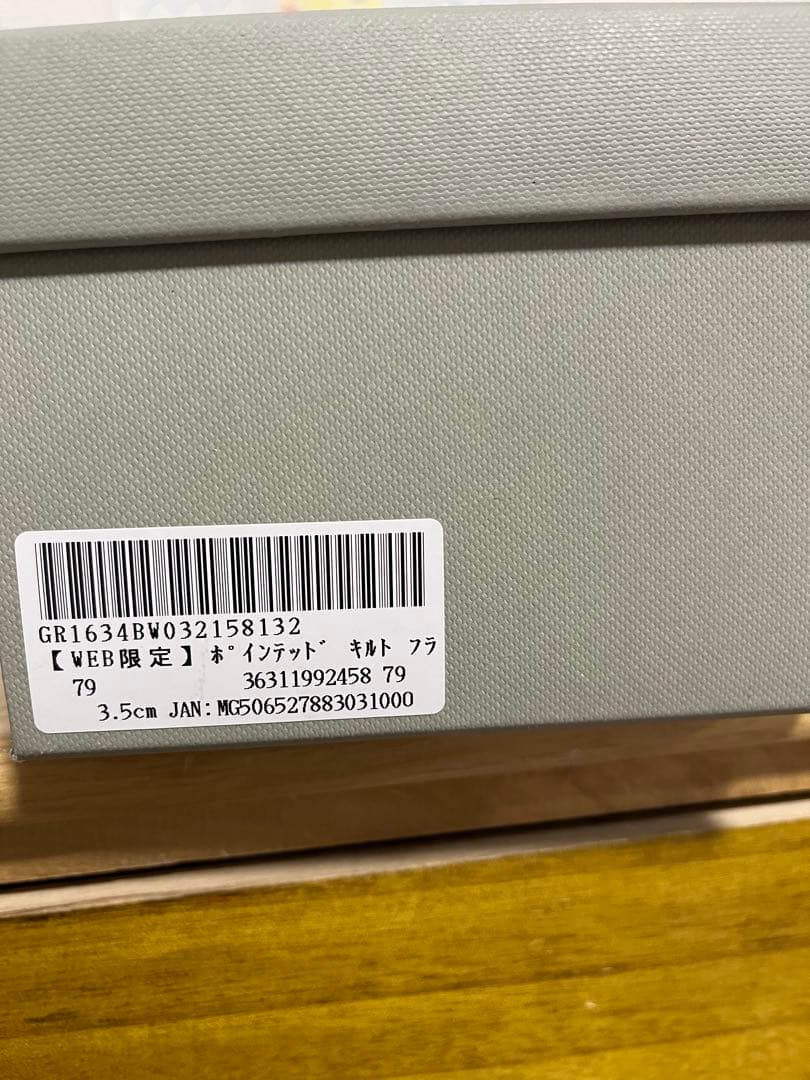 GR1634BW032158132
【WEB限定】ﾎﾟｲﾝﾃｯﾄﾞ ｷﾙﾄ ﾌﾗ
79 36311992458 79
3.5cm JAN:MG506527883031000